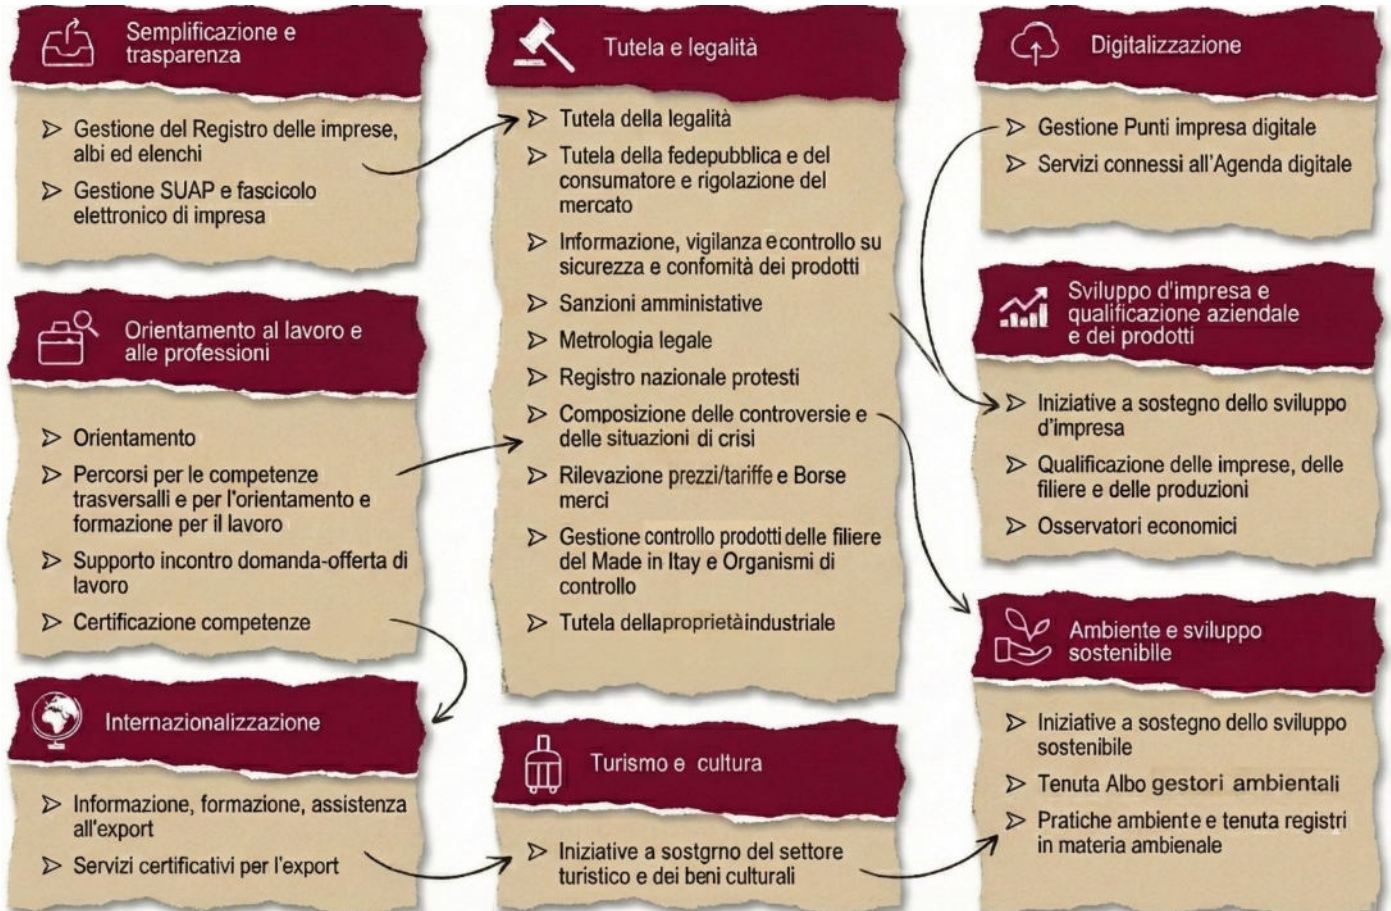 Semplificazione e
trasparenza
Gestione del Registro delle imprese,
albi ed elenchi
Gestione SUAP e fascicolo
elettronico di impresa
Orientamento al lavoro e
alle professioni
Orientamento
Percorsi per le competenze
trasversalli e per l'orientamento e
formazione per il lavoro
Supporto incontro domanda-offerta di
lavoro
Certificazione competenze
Internazionalizzazione
Informazione, formazione, assistenza
all'export
Servizi certificativi per l'export
Tutela e legalità
Tutela della legalità
Tutela della fedepubblica e del
consumatore e rigolazione del
mercato
Informazione, vigilanza e controllo su
sicurezza e confomità dei prodotti
Sanzioni amministative
Metrologia legale
Registro nazionale protesti
Composizione delle controversie e
delle situazioni di crisi
Rilevazione prezzi/tariffe e Borse
merci
Gestione controllo prodotti delle filiere
del Made in Itay e Organismi di
controllo
Tutela della proprietà industriale
Turismo e cultura
Iniziative a sostgrno del settore
turistico e dei beni culturali
Digitalizzazione
Gestione Punti impresa digitale
Servizi connessi all'Agenda digitale
Sviluppo d'impresa e
qualificazione aziendale
e dei prodotti
Iniziative a sostegno dello sviluppo
d'impresa
Qualificazione delle imprese, delle
filiere e delle produzioni
Osservatori economici
Ambiente e sviluppo
sosteniblle
Iniziative a sostegno dello sviluppo
sostenibile
Tenuta Albo gestori ambientali
Pratiche ambiente e tenuta registri
in materia ambienale